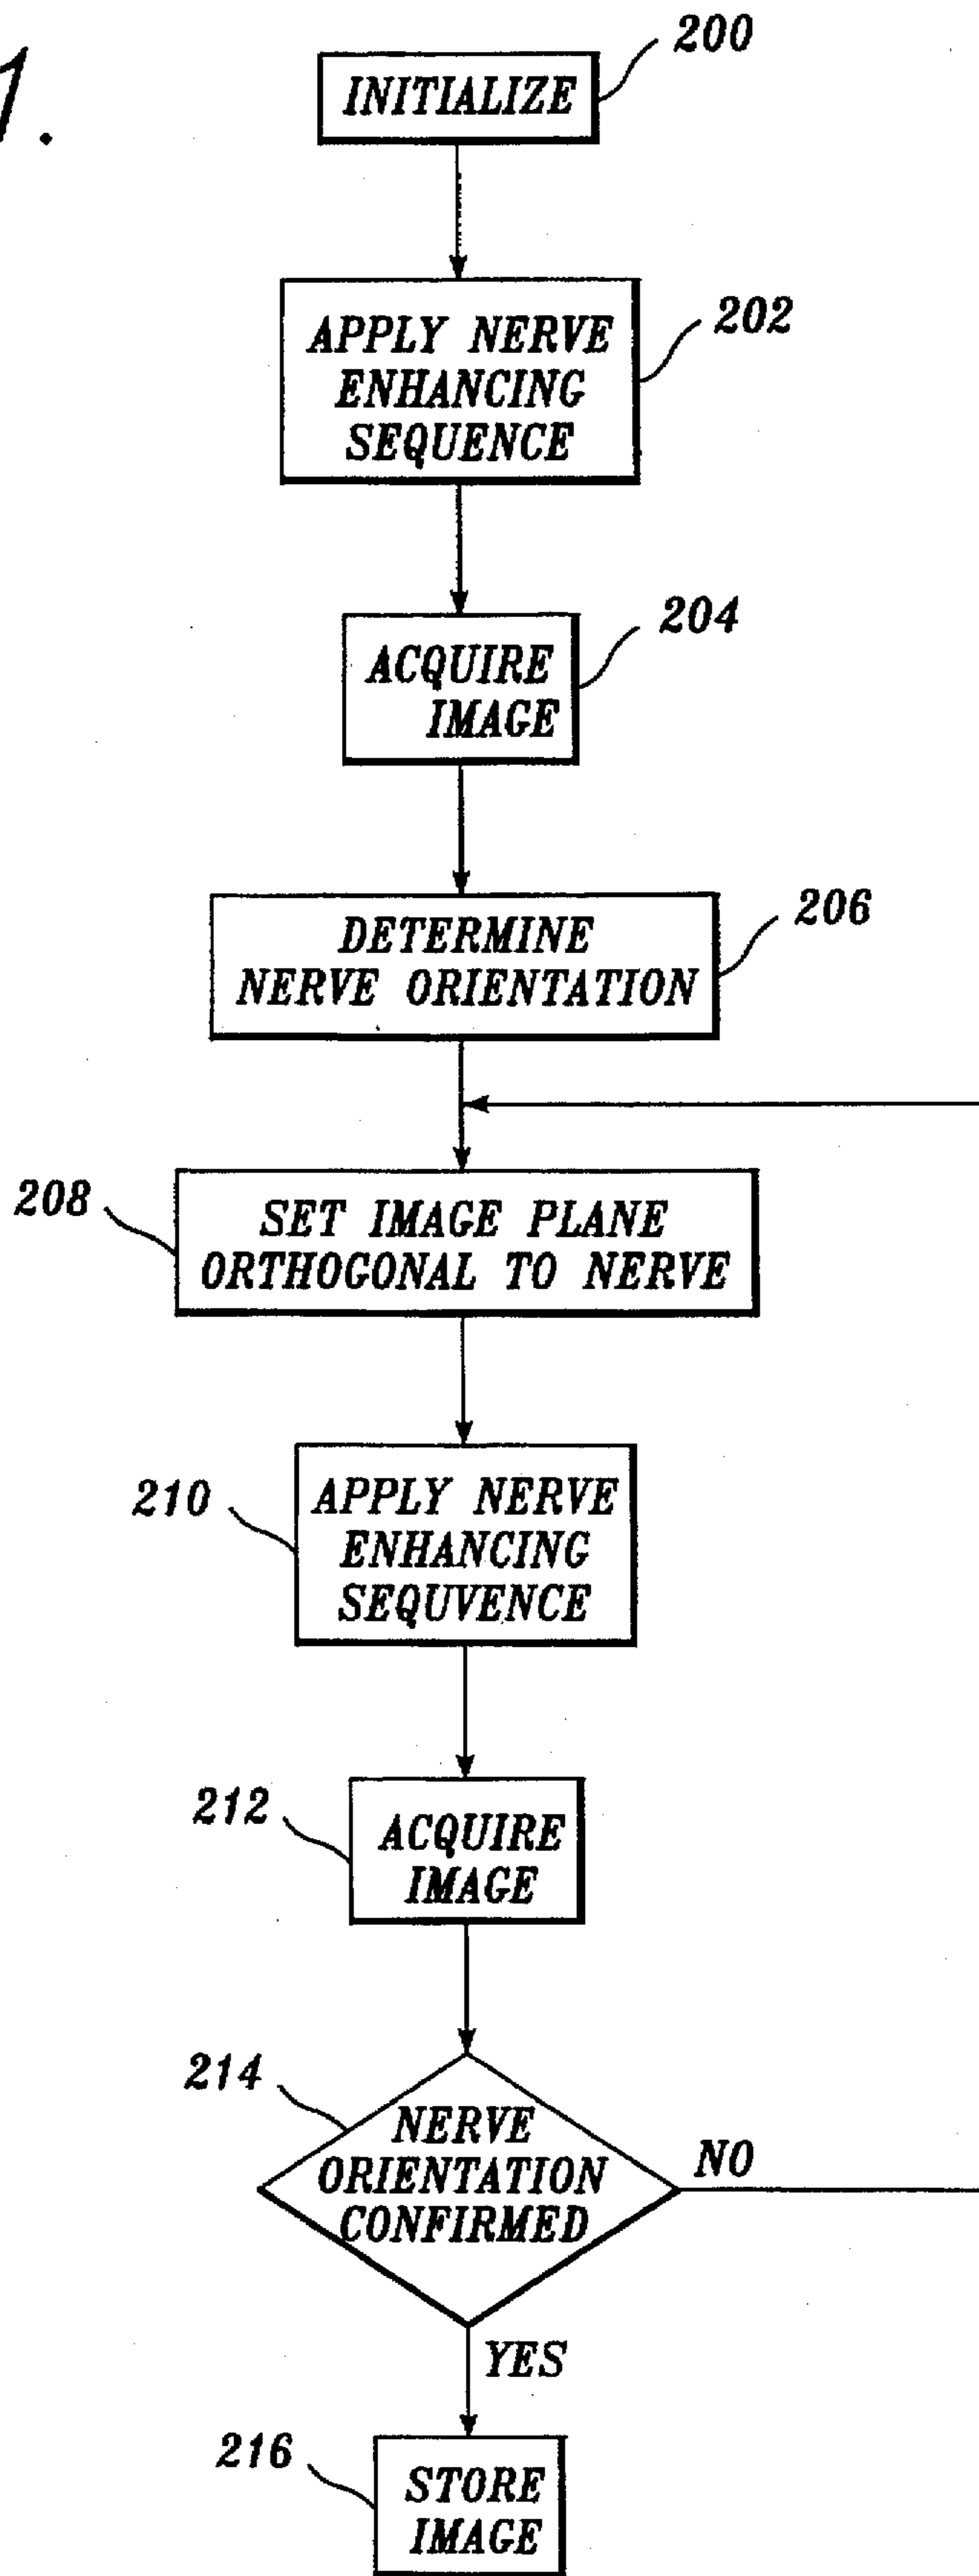 1.
INITIALIZE
200
APPLY NERVE
ENHANCING
SEQUENCE
202
ACQUIRE
IMAGE
204
DETERMINE
NERVE ORIENTATION
206
208
SET IMAGE PLANE
ORTHOGONAL TO NERVE
210
APPLY NERVE
ENHANCING
SEQUVENCE
212
ACQUIRE
IMAGE
214
NERVE
ORIENTATION
CONFIRMED
NO
YES
216
STORE
IMAGE